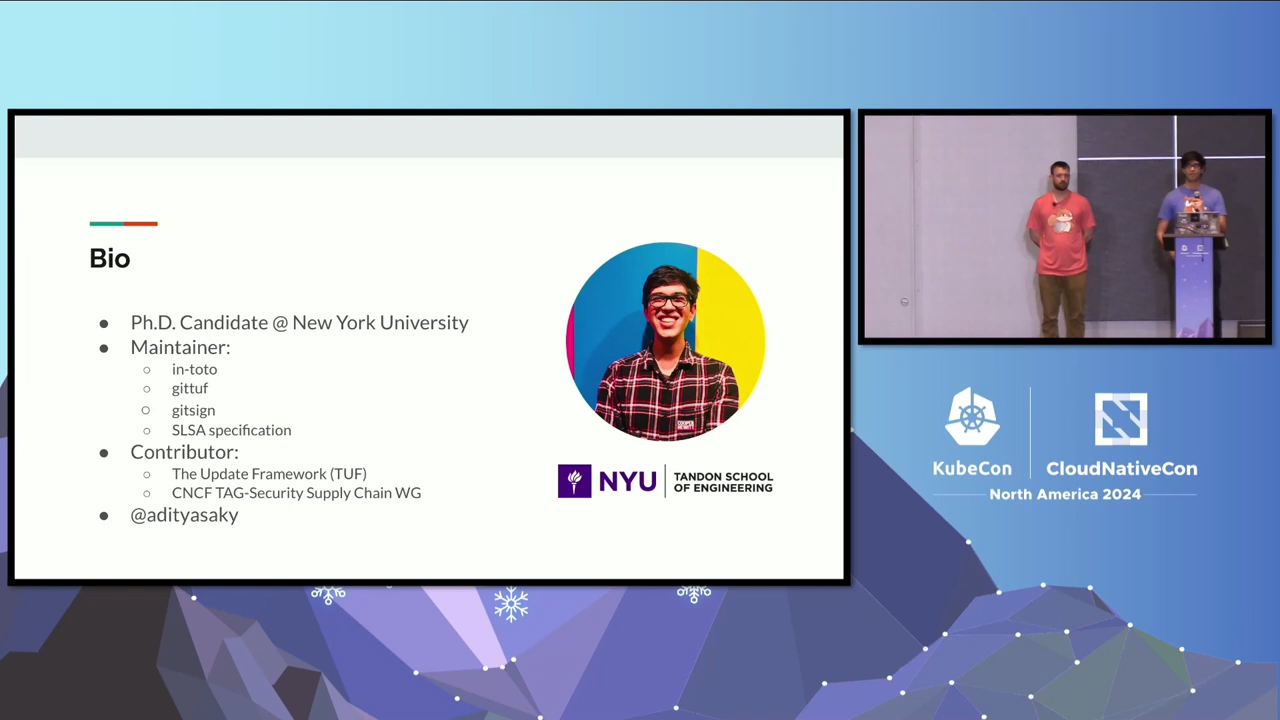 Bio
Ph.D. Candidate @ New York University
Maintainer:
in-toto
gittuf
gitsign
SLSA specification
Contributor:
The Update Framework (TUF)
CNCF TAG-Security Supply Chain WG
@adityasaky
NYU
TANDON SCHOOL
OF ENGINEERING
KubeCon
CloudNativeCon
North America 2024